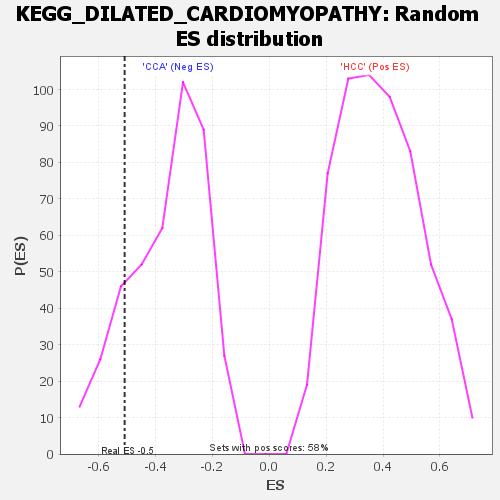 KEGG_DILATED_CARDIOMYOPATHY: Random
ES distribution
'CCA' (Neg ES)
'HCC' (Pos ES)
P(ES)
100
90
80
70
60
50
40
30
20
10
0
Real ES -0.5
Sets with pos scores: 58%
-0.6
-0.4
-0.2
0.0
0.2
0.4
0.6
ES